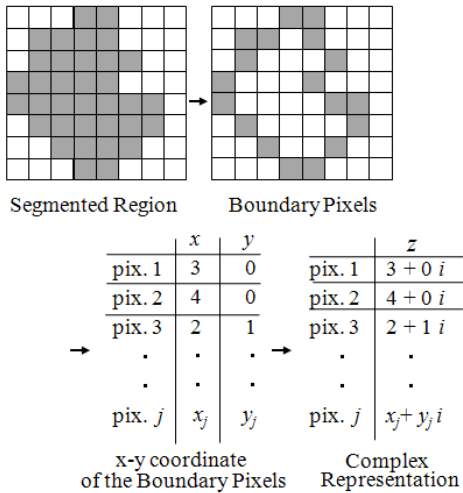 Segmented Region
Boundary Pixels
x y
pix. 1 3 0
pix. 2 4 0
pix. 3 2 1
. . .
. . .
pix. j xj yj
x-y coordinate
of the Boundary Pixels
z
pix. 1 3 + 0 i
pix. 2 4 + 0 i
pix. 3 2 + 1 i
. .
. .
pix. j xj + yj i
Complex
Representation